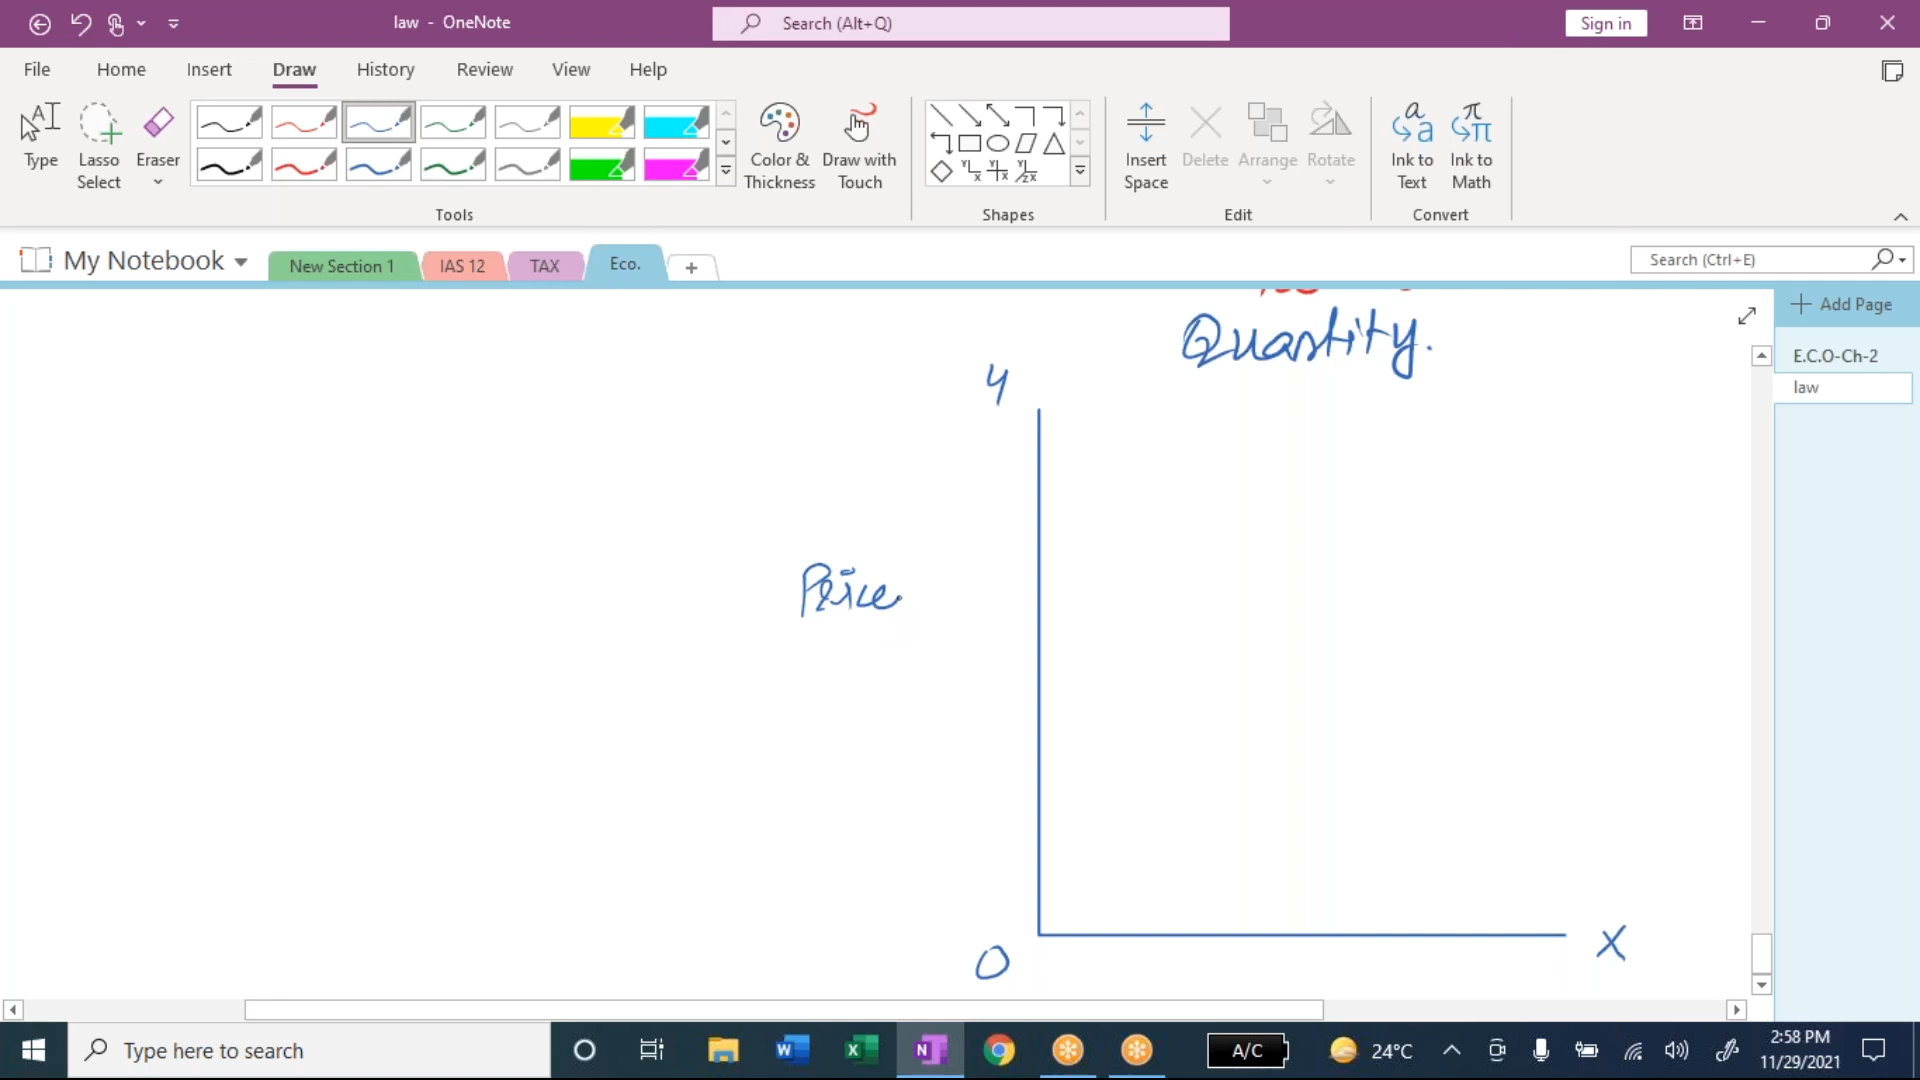 law - OneNote
Search (Alt+Q)
Sign in
File Home Insert Draw History Review View Help
Type
Lasso Select
Eraser
Color & Thickness
Draw with Touch
Insert Space
Delete
Arrange
Rotate
Ink to Text
Ink to Math
Tools
Shapes
Edit
Convert
My Notebook
New Section 1
IAS 12
TAX
Eco.
Search (Ctrl+E)
Add Page
E.C.O-Ch-2
law
Quantity.
Y
Price
O
X
Type here to search
A/C
24°C
2:58 PM
11/29/2021